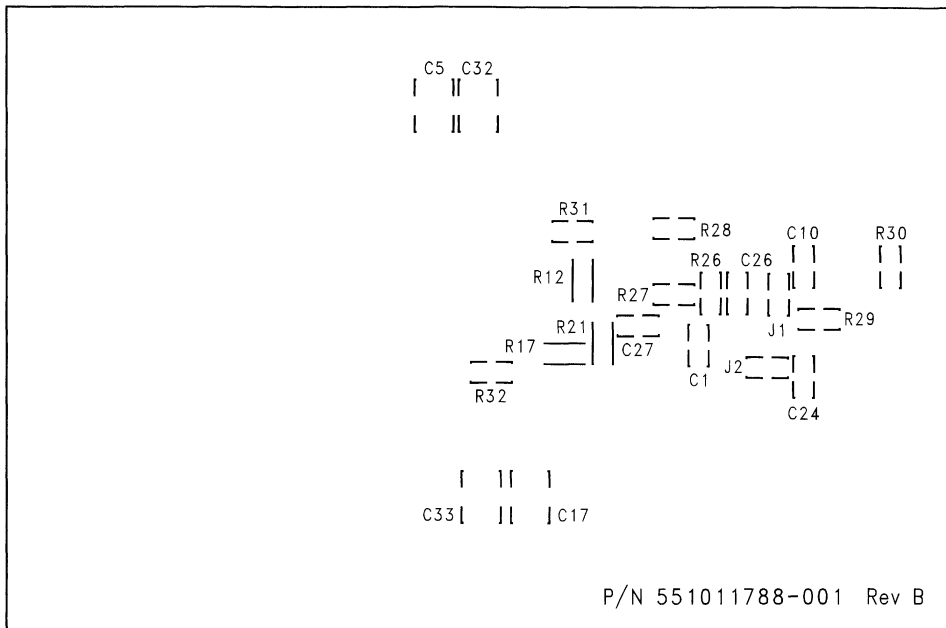 C5 C32
R31
R28
C10
R30
R12
R26 C26
R27
R21
J1
R29
R17
C27
C1
J2
R32
C24
C33
C17
P/N 551011788-001 Rev B